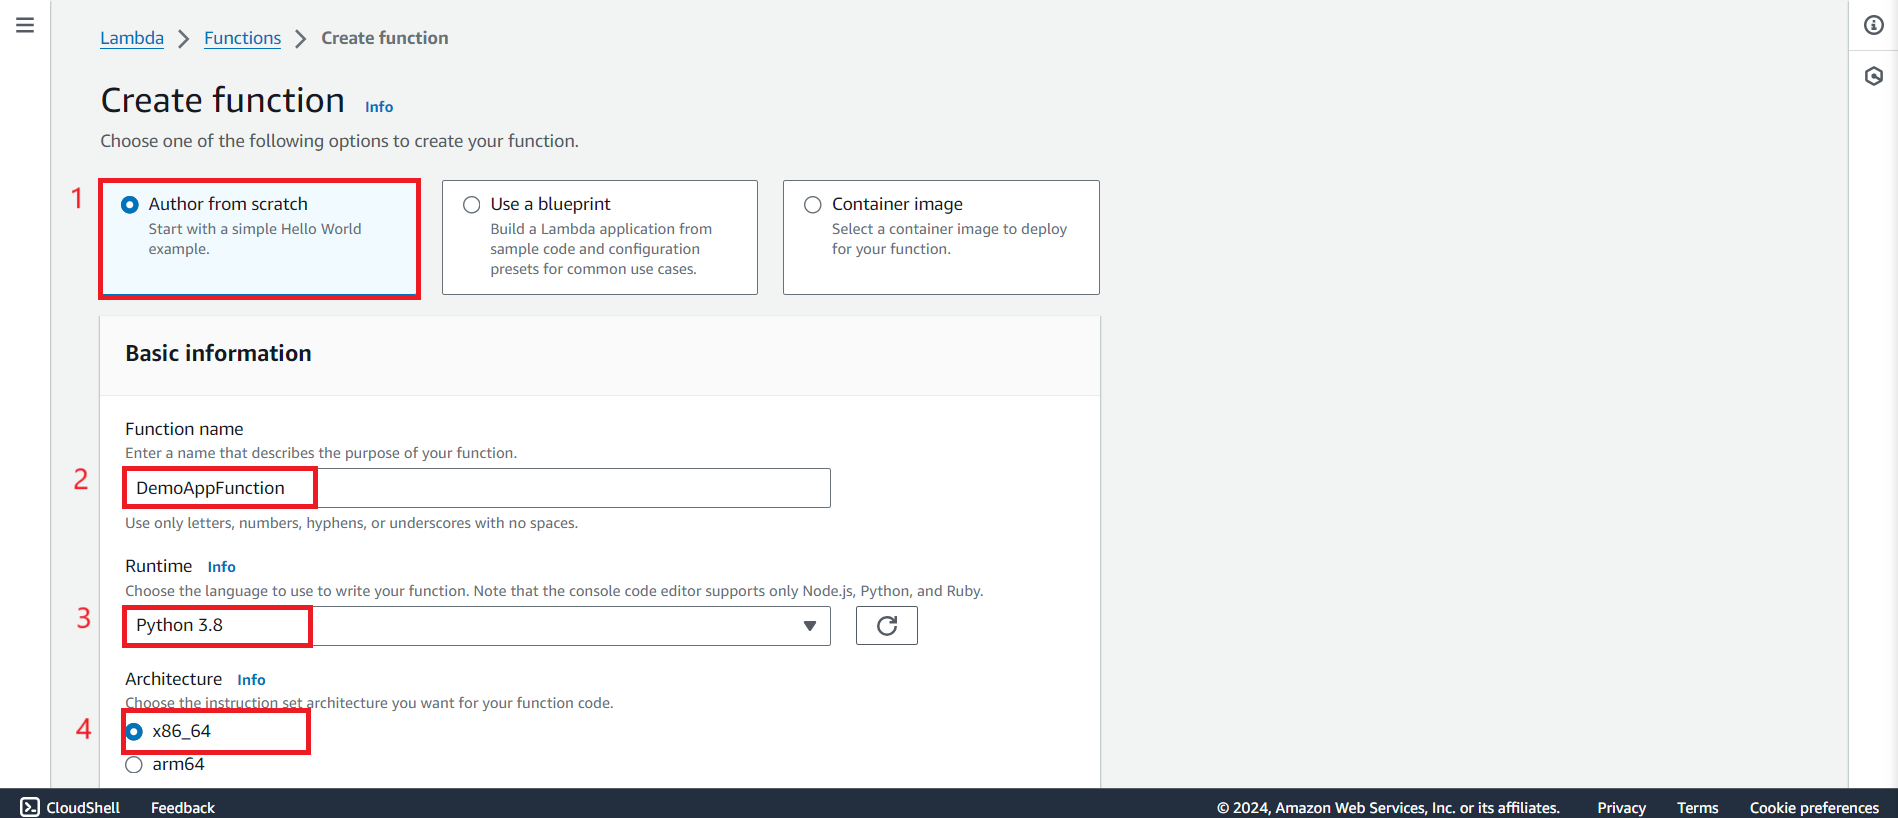 Lambda > Functions > Create function
Create function Info
Choose one of the following options to create your function.
1
Author from scratch
Start with a simple Hello World
example.
Use a blueprint
Build a Lambda application from
sample code and configuration
presets for common use cases.
Container image
Select a container image to deploy
for your function.
Basic information
Function name
Enter a name that describes the purpose of your function.
2
DemoAppFunction
Use only letters, numbers, hyphens, or underscores with no spaces.
Runtime Info
Choose the language to use to write your function. Note that the console code editor supports only Node.js, Python, and Ruby.
3
Python 3.8
Architecture Info
Choose the instruction set architecture you want for your function code.
4
x86_64
arm64
CloudShell Feedback © 2024, Amazon Web Services, Inc. or its affiliates. Privacy Terms Cookie preferences